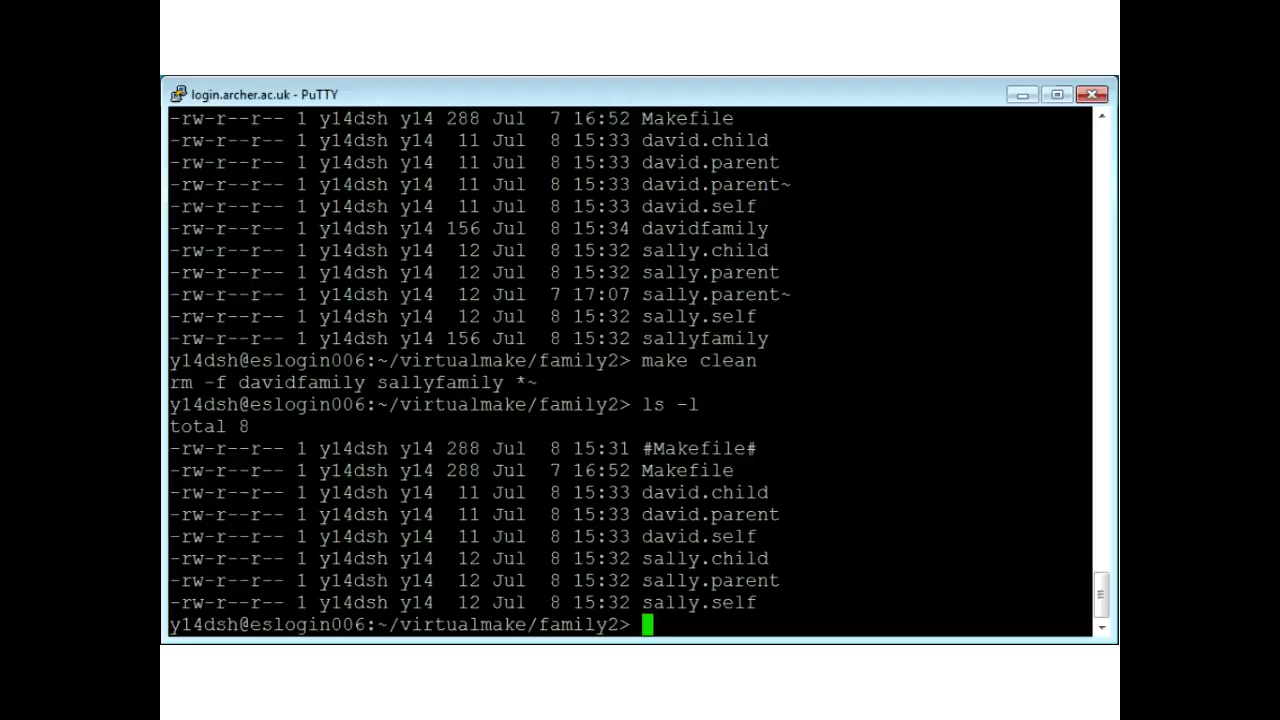 login.archer.ac.uk - PuTTY
-rw-r--r-- 1 y14dsh y14 288 Jul  7 16:52 Makefile
-rw-r--r-- 1 y14dsh y14  11 Jul  8 15:33 david.child
-rw-r--r-- 1 y14dsh y14  11 Jul  8 15:33 david.parent
-rw-r--r-- 1 y14dsh y14  11 Jul  8 15:33 david.parent~
-rw-r--r-- 1 y14dsh y14  11 Jul  8 15:33 david.self
-rw-r--r-- 1 y14dsh y14 156 Jul  8 15:34 davidfamily
-rw-r--r-- 1 y14dsh y14  12 Jul  8 15:32 sally.child
-rw-r--r-- 1 y14dsh y14  12 Jul  8 15:32 sally.parent
-rw-r--r-- 1 y14dsh y14  12 Jul  7 17:07 sally.parent~
-rw-r--r-- 1 y14dsh y14  12 Jul  8 15:32 sally.self
-rw-r--r-- 1 y14dsh y14 156 Jul  8 15:32 sallyfamily
y14dsh@eslogin006:~/virtualmake/family2> make clean
rm -f davidfamily sallyfamily *~
y14dsh@eslogin006:~/virtualmake/family2> ls -l
total 8
-rw-r--r-- 1 y14dsh y14 288 Jul  8 15:31 #Makefile#
-rw-r--r-- 1 y14dsh y14 288 Jul  7 16:52 Makefile
-rw-r--r-- 1 y14dsh y14  11 Jul  8 15:33 david.child
-rw-r--r-- 1 y14dsh y14  11 Jul  8 15:33 david.parent
-rw-r--r-- 1 y14dsh y14  11 Jul  8 15:33 david.self
-rw-r--r-- 1 y14dsh y14  12 Jul  8 15:32 sally.child
-rw-r--r-- 1 y14dsh y14  12 Jul  8 15:32 sally.parent
-rw-r--r-- 1 y14dsh y14  12 Jul  8 15:32 sally.self
y14dsh@eslogin006:~/virtualmake/family2>